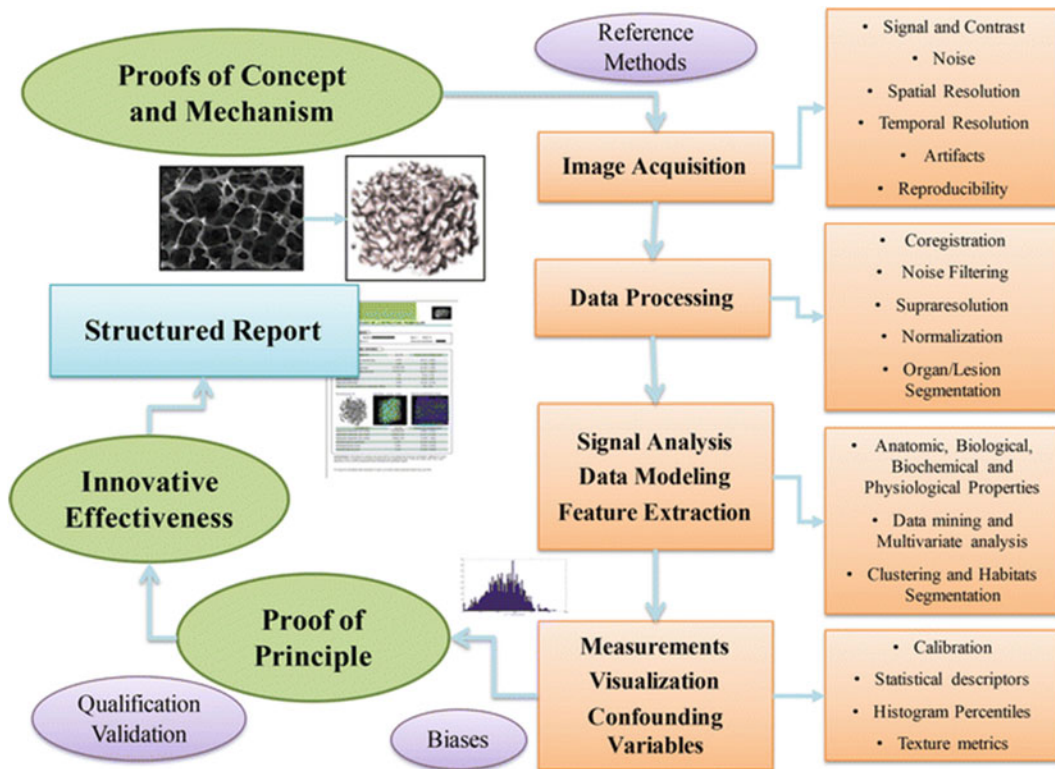 Proofs of Concept
and Mechanism
Reference
Methods
Image Acquisition
• Signal and Contrast
• Noise
• Spatial Resolution
• Temporal Resolution
• Artifacts
• Reproducibility
Data Processing
• Coregistration
• Noise Filtering
• Supraresolution
• Normalization
• Organ/Lesion
Segmentation
Structured Report
Signal Analysis
Data Modeling
Feature Extraction
• Anatomic, Biological,
Biochemical and
Physiological Properties
• Data mining and
Multivariate analysis
• Clustering and Habitats
Segmentation
Innovative
Effectiveness
Proof of
Principle
Measurements
Visualization
Confounding
Variables
• Calibration
• Statistical descriptors
• Histogram Percentiles
• Texture metrics
Qualification
Validation
Biases